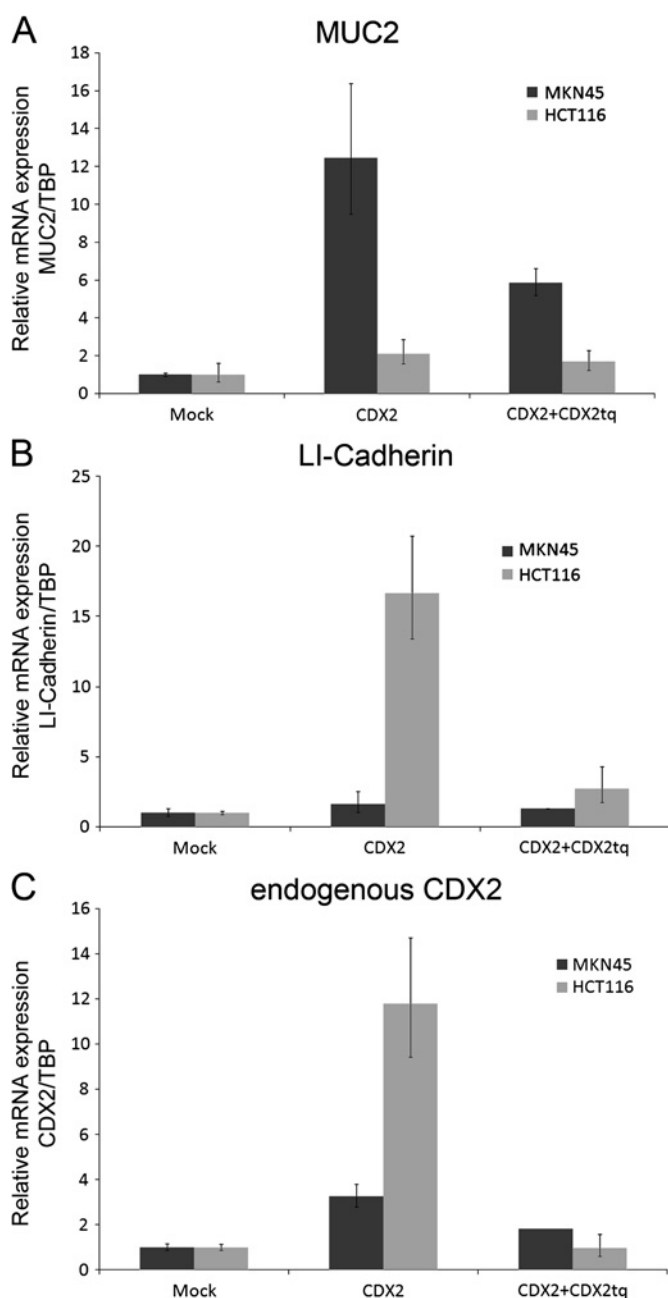 A
MUC2
Relative mRNA expression
MUC2/TBP
18
16
14
12
10
8
6
4
2
0
MKN45
HCT116
Mock
CDX2
CDX2+CDX2tq
B
LI-Cadherin
Relative mRNA expression
LI-Cadherin/TBP
25
20
15
10
5
0
MKN45
HCT116
Mock
CDX2
CDX2+CDX2tq
C
endogenous CDX2
Relative mRNA expression
CDX2/TBP
16
14
12
10
8
6
4
2
0
MKN45
HCT116
Mock
CDX2
CDX2+CDX2tq